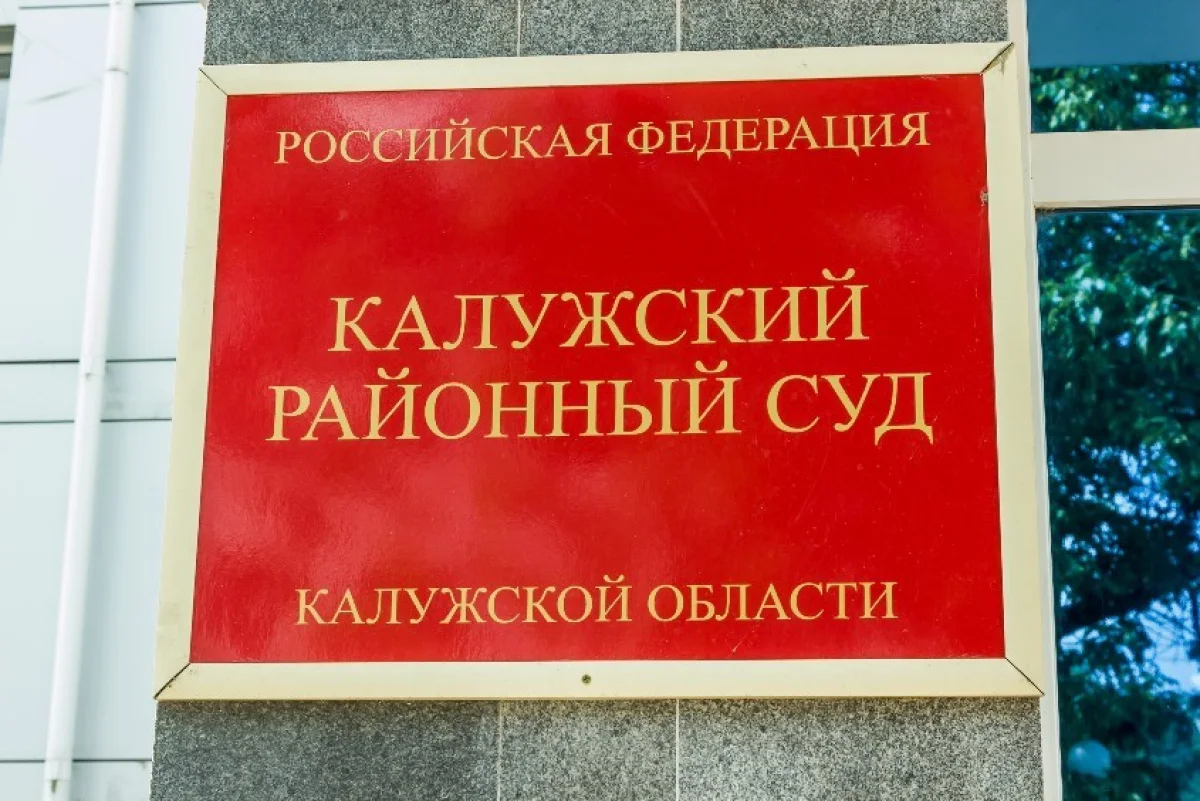 РОССИЙСКАЯ ФЕДЕРАЦИЯ
КАЛУЖСКИЙ
РАЙОННЫЙ СУД
КАЛУЖСКОЙ ОБЛАСТИ